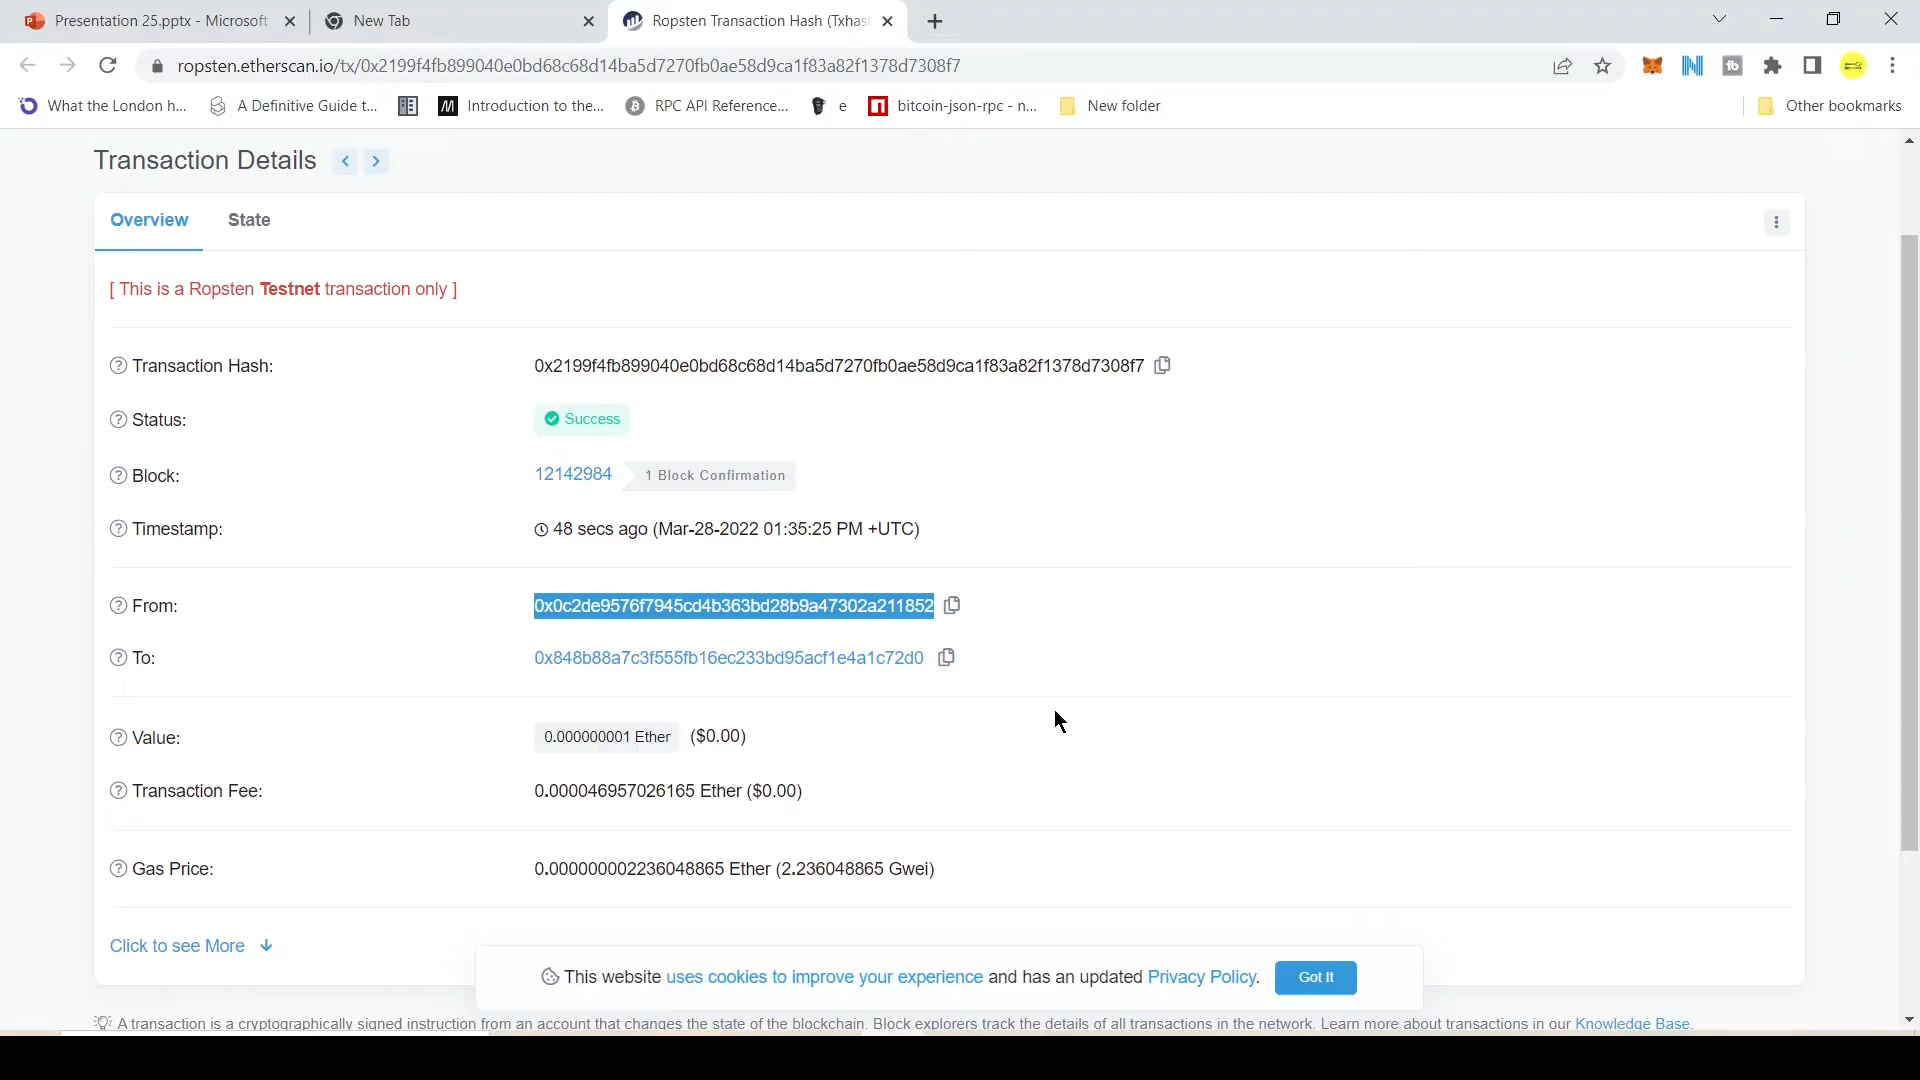 Presentation 25.pptx - Microsoft
New Tab
Ropsten Transaction Hash (Txhas
ropsten.etherscan.io/tx/0x2199f4fb899040e0bd68c68d14ba5d7270fb0ae58d9ca1f83a82f1378d7308f7
What the London h...
A Definitive Guide t...
Introduction to the...
RPC API Reference...
e
bitcoin-json-rpc - n...
New folder
Other bookmarks
Transaction Details
Overview
State
[ This is a Ropsten Testnet transaction only ]
Transaction Hash:
0x2199f4fb899040e0bd68c68d14ba5d7270fb0ae58d9ca1f83a82f1378d7308f7
Status:
Success
Block:
12142984
1 Block Confirmation
Timestamp:
48 secs ago (Mar-28-2022 01:35:25 PM +UTC)
From:
0x0c2de9576f7945cd4b363bd28b9a47302a211852
To:
0x848b88a7c3f555fb16ec233bd95acf1e4a1c72d0
Value:
0.000000001 Ether ($0.00)
Transaction Fee:
0.000046957026165 Ether ($0.00)
Gas Price:
0.000000002236048865 Ether (2.236048865 Gwei)
Click to see More
This website uses cookies to improve your experience and has an updated Privacy Policy.
Got It
A transaction is a cryptographically signed instruction from an account that changes the state of the blockchain. Block explorers track the details of all transactions in the network. Learn more about transactions in our Knowledge Base.